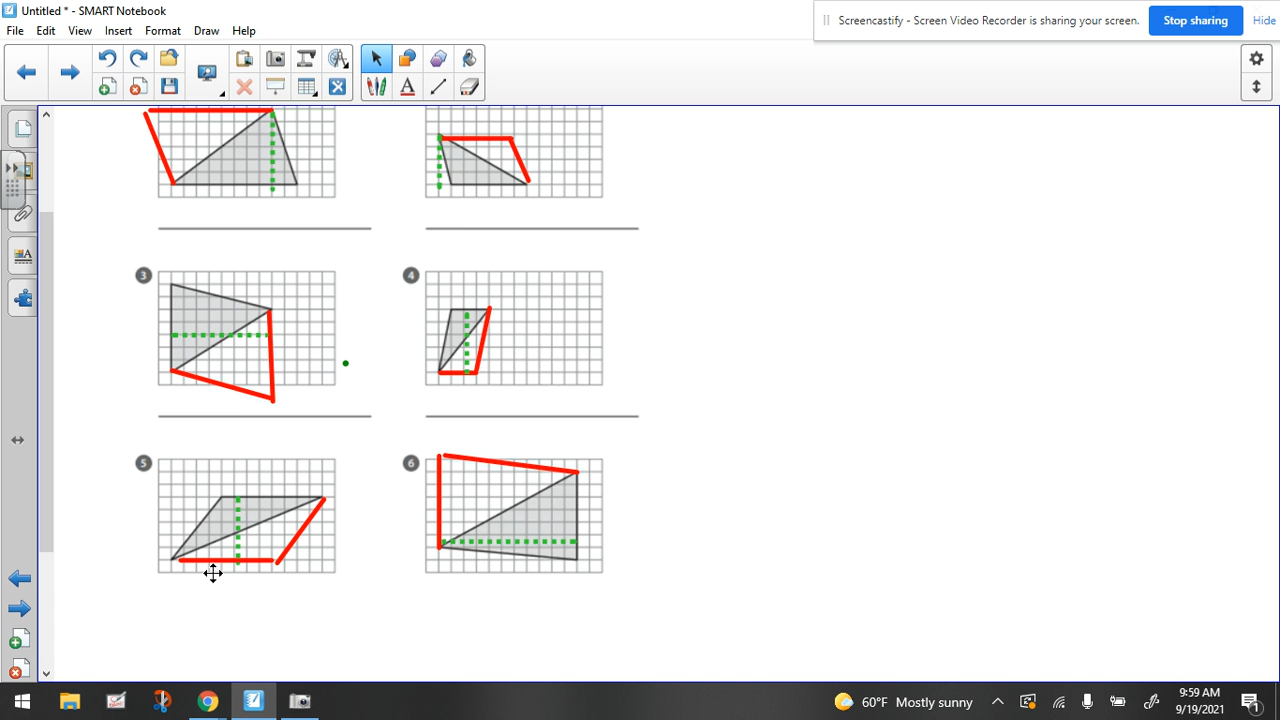 Untitled * - SMART Notebook
Screencastify - Screen Video Recorder is sharing your screen.
Stop sharing
Hide
File Edit View Insert Format Draw Help
3
4
5
6
60°F Mostly sunny
9:59 AM
9/19/2021
1